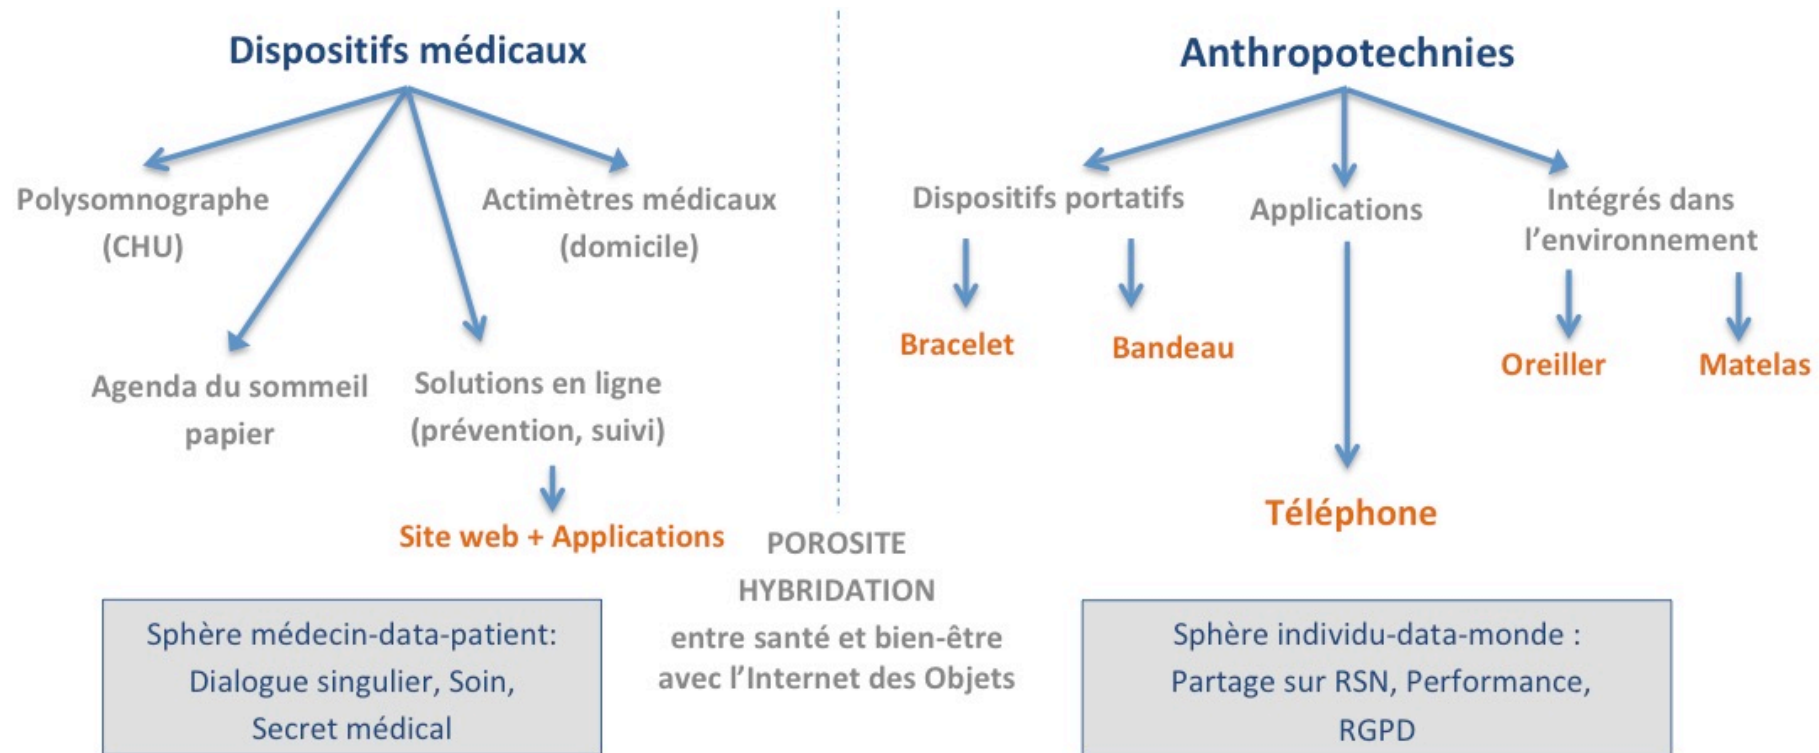 Dispositifs médicaux
Polysomnographe
(CHU)
Actimètres médicaux
(domicile)
Agenda du sommeil
papier
Solutions en ligne
(prévention, suivi)
Site web + Applications
Sphère médecin-data-patient:
Dialogue singulier, Soin,
Secret médical
POROSITE
HYBRIDATION
entre santé et bien-être
avec l’Internet des Objets
Anthropotechnies
Dispositifs portatifs
Applications
Intégrés dans
l’environnement
Bracelet
Bandeau
Oreiller
Matelas
Téléphone
Sphère individu-data-monde :
Partage sur RSN, Performance,
RGPD